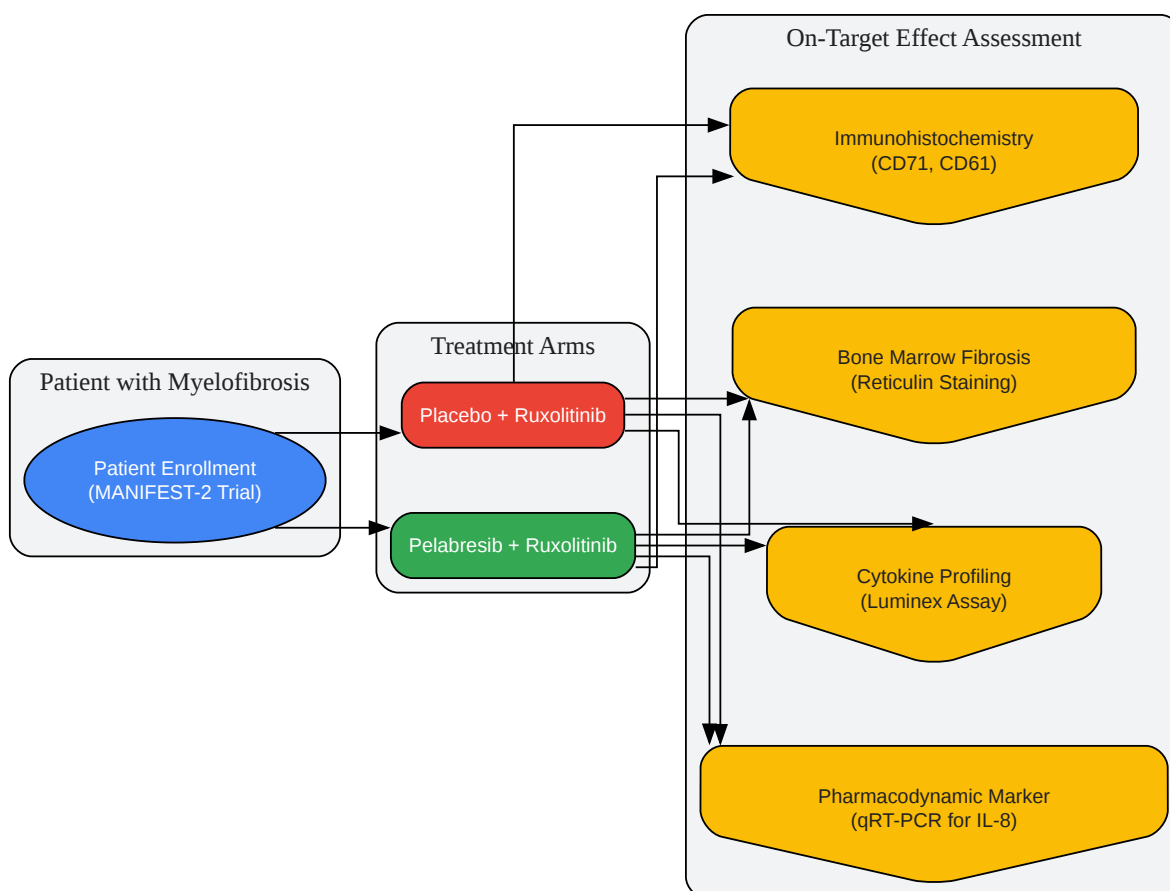 On-Target Effect Assessment
Immunohistochemistry
(CD71, CD61)
Treatment Arms
Bone Marrow Fibrosis
(Reticulin Staining)
Patient with Myelofibrosis
Placebo + Ruxolitinib
Patient Enrollment
(MANIFEST-2 Trial)
Pelabresib + Ruxolitinib
Cytokine Profiling
(Luminex Assay)
Pharmacodynamic Marker
(qRT-PCR for IL-8)